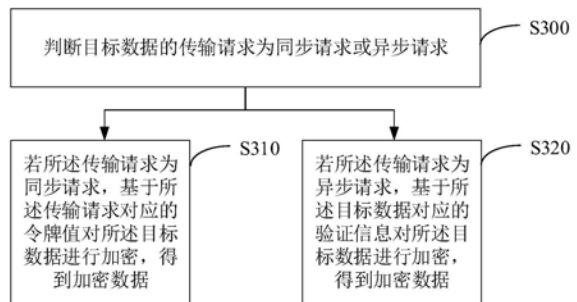 判断目标数据的传输请求为同步请求或异步请求
S300
若所述传输请求为
同步请求，基于所
述传输请求对应的
令牌值对所述目标
数据进行加密，得
到加密数据
S310
若所述传输请求为
异步请求，基于所
述目标数据对应的
验证信息对所述目
标数据进行加密，
得到加密数据
S320